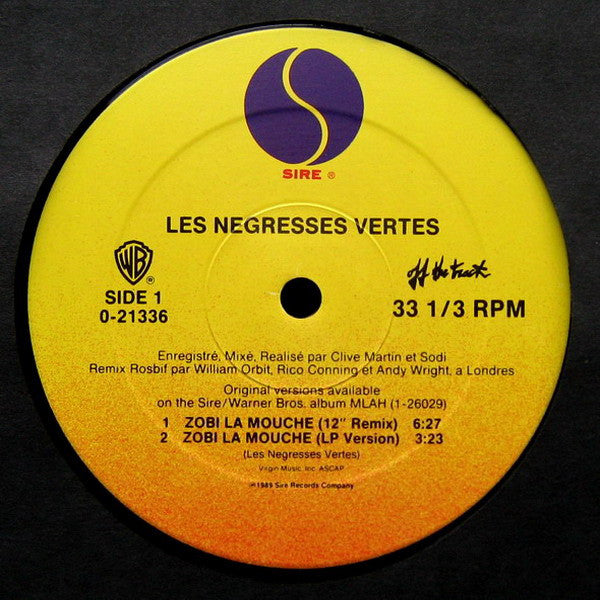 SIRE ®
LES NEGRESSES VERTES
WB ®
SIDE 1
0-21336
off the track
33 1/3 RPM
Enregistré, Mixé, Realisé par Clive Martin et Sodi
Remix Rosbif par William Orbit, Rico Conning et Andy Wright, a Londres
Original versions available
on the Sire/Warner Bros. album MLAH (1-26029)
1 ZOBI LA MOUCHE (12" Remix) 6:27
2 ZOBI LA MOUCHE (LP Version) 3:23
(Les Negresses Vertes)
Virgin Music, Inc. ASCAP
℗1989 Sire Records Company